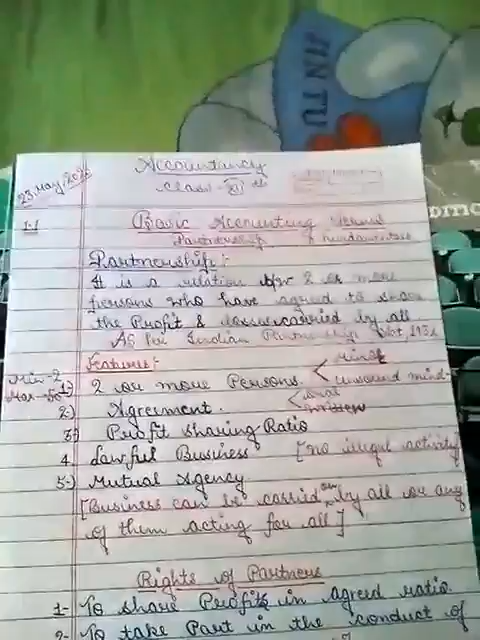 JIN TU
23 May, 20
Accountancy
Class - XII th
1.1
Basic Accounting Terms
Partnership Fundamentals
Partnership :-
It is a relation b/w 2 or more
persons who have agreed to share
the Profit & losses carried by all
As Per Indian Partnership Act, 1932
Features :-
Min-2
Max-50
1) 2 or more Persons. < minor
unsound mind-
2) Agreement. < oral
written
3) Profit sharing Ratio
4. Lawful Business [no illegal activity
5) Mutual Agency
[Business can be carried on by all or any
of them acting for all]
Rights of Partners
1- To share Profits in Agreed ratio.
2- To take Part in the conduct of